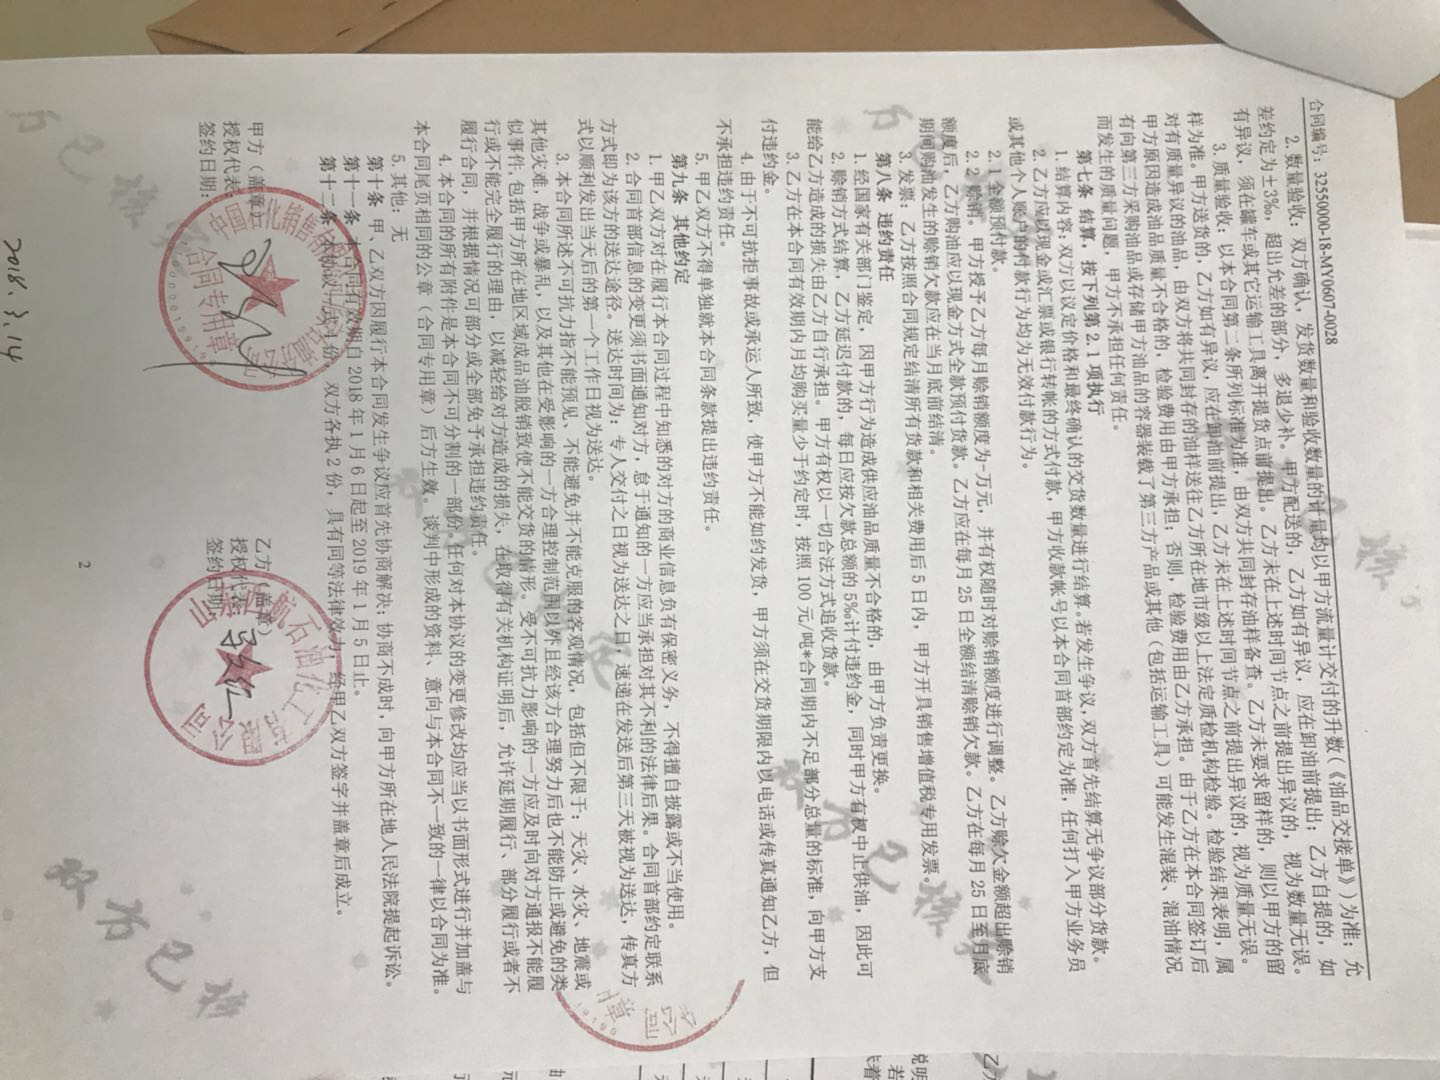 合同编号：3250000-18-MY0607-0028
2. 数量验收：双方确认，发货数量和验收数量的计量均以甲方流量计交付的升数（《油品交接单》）为准；允
差约定为±3‰，超出允差的部分，多退少补。甲方配送的，乙方如有异议，应在卸油前提出；乙方自提的，如
有异议，须在罐车或其它运输工具离开提货点前提出。乙方未在上述时间节点之前提出异议的，视为数量无误。
3. 质量验收：以本合同第二条所列标准为准，由双方共同封存油样备查。乙方未要求留样的，则以甲方的留
样为准。甲方送货的，乙方如有异议，应在卸油前提出，乙方未在上述时间节点之前提出异议的，视为质量无误。
对有质量异议的油品，由双方将共同封存的油样送往乙方所在地市级以上法定质检机构检验。检验结果表明，属
甲方原因造成油品质量不合格的，检验费用由甲方承担；否则，检验费用由乙方承担。由于乙方在本合同签订后
有向第三方采购油品或存储甲方油品的容器装载了第三方产品或其他（包括运输工具）可能发生混装、混油情况
而发生的质量问题，甲方不承担任何责任。
第七条 结算，按下列第 2.1 项执行
1. 结算内容：双方以议定价格和最终确认的交货数量进行结算。若发生争议，双方首先结算无争议部分货款。
2. 乙方应以现金或汇票或银行转帐的方式付款，甲方收款帐号以本合同首部约定为准，任何打入甲方业务员
或其他个人账户的付款行为均为无效付款行为。
2. 1 全额预付款。
2. 2 赊销。甲方授予乙方每月赊销额度为-万元，并有权随时对赊销额度进行调整。乙方赊欠金额超出赊销
额度后，乙方购油应以现金方式全款预付货款。乙方应在每月 25 日全额结清赊销欠款。乙方在每月 25 日至月底
期间购油发生的赊销欠款应在当月底前结清。
3. 发票：乙方按照合同规定结清所有货款和相关费用后 5 日内，甲方开具销售增值税专用发票。
第八条 违约责任
1. 经国家有关部门鉴定，因甲方行为造成供应油品质量不合格的，由甲方负责更换。
2. 赊销方式结算，乙方延迟付款的，每日应按欠款总额的 5‰计付违约金，同时甲方有权中止供油，因此可
能给乙方造成的损失由乙方自行承担。甲方有权以一切合法方式追收货款。
3. 乙方在本合同有效期内月均购买量少于约定时，按照 100 元/吨*合同期内不足部分总量的标准，向甲方支
付违约金。
4. 由于不可抗拒事故或承运人所致，使甲方不能如约发货，甲方须在交货期限内以电话或传真通知乙方，但
不承担违约责任。
5. 甲乙双方不得单独就本合同条款提出违约责任。
第九条 其他约定
1. 甲乙双方对在履行本合同过程中知悉的对方的商业信息负有保密义务，不得擅自披露或不当使用。
2. 合同首部信息的变更须书面通知对方，怠于通知的一方应当承担对其不利的法律后果。合同首部约定联系
方式即为该方的送达途径。送达时间为：专人交付之日视为送达之日，速递在发送后第三天被视为送达，传真方
式以顺利发出当天后的第一个工作日视为送达。
3. 本合同所述不可抗力指不能预见、不能避免并不能克服的客观情况，包括但不限于：天灾、水灾、地震或
其他灾难，战争或暴乱，以及其他在受影响的一方合理控制范围以外且经该方合理努力后也不能防止或避免的类
似事件，包括甲方所在地区域成品油脱销致使不能交货的情形。受不可抗力影响的一方应及时向对方通报不能履
行或不能完全履行的理由，以减轻给对方造成的损失，在取得有关机构证明后，允许延期履行、部分履行或者不
履行合同，并根据情况可部分或全部免予承担违约责任。
4. 本合同的所有附件是本合同不可分割的一部份，任何对本协议的变更修改均应当以书面形式进行并加盖与
本合同尾页相同的公章（合同专用章）后方生效。谈判中形成的资料、意向与本合同不一致的一律以合同为准。
5. 其他：无
第十条 甲、乙双方因履行本合同发生争议应首先协商解决；协商不成时，向甲方所在地人民法院提起诉讼。
第十一条 本合同有效期自 2018 年 1 月 6 日起至 2019 年 1 月 5 日止。
第十二条 本协议一式 4 份，双方各执 2 份，具有同等法律效力，经甲乙双方签字并盖章后成立。
甲方（盖章）
授权代表：
签约日期：
乙方（盖章）
授权代表：
签约日期：
合同专用章
2018.3.14
2